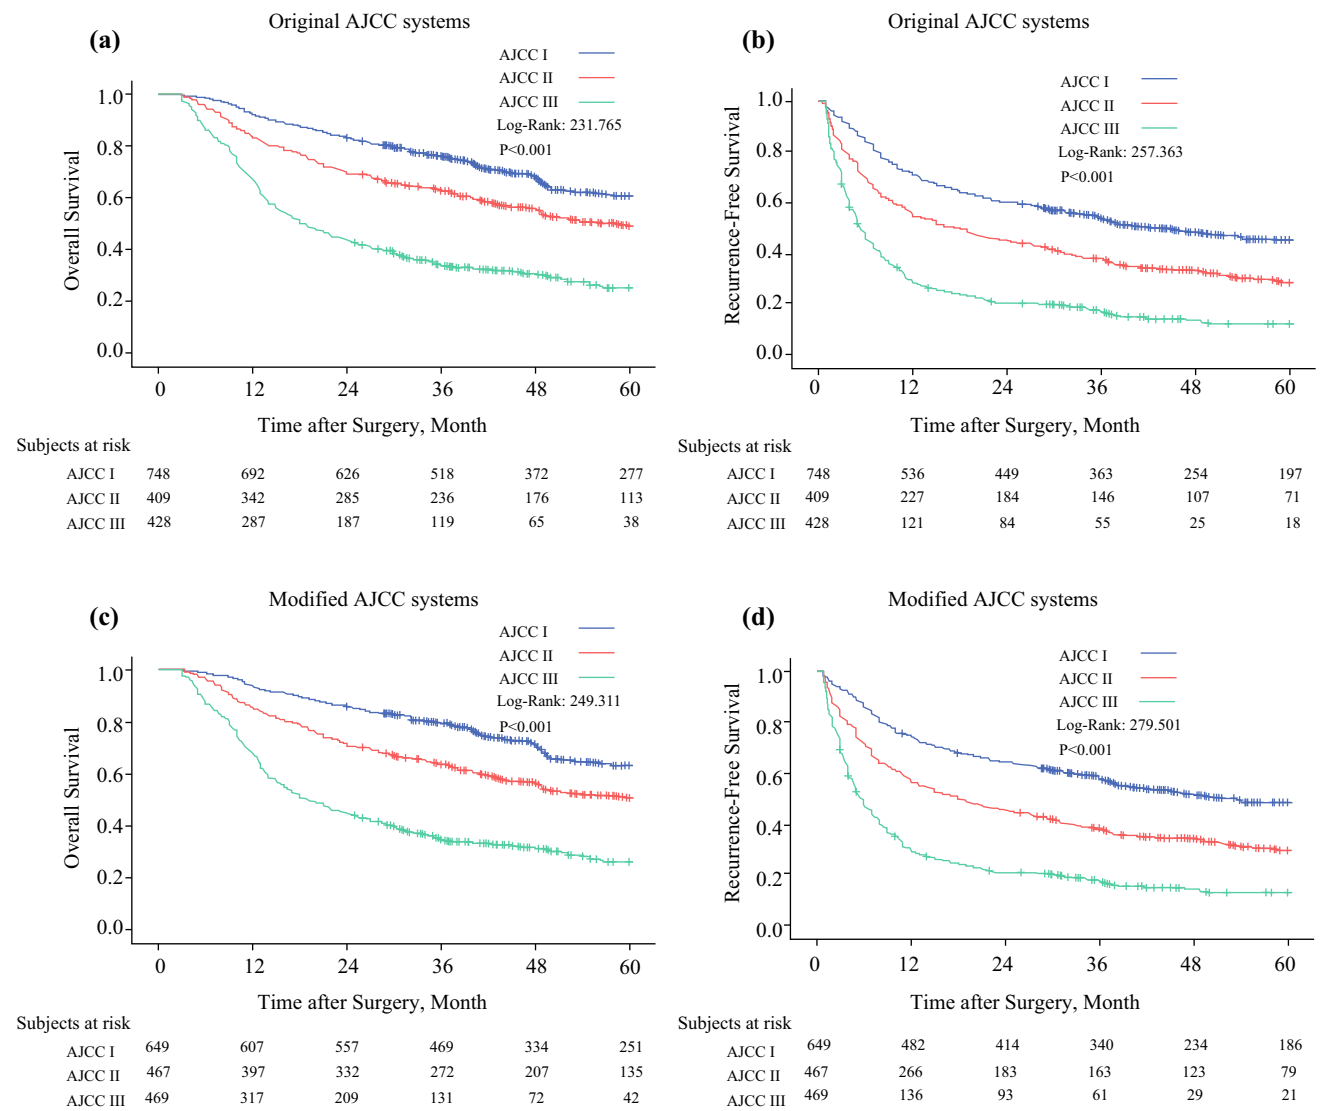 Original AJCC systems
(a)
AJCC I
AJCC II
AJCC III
Log-Rank: 231.765
P<0.001
Overall Survival
1.0
0.8
0.6
0.4
0.2
0.0
0 12 24 36 48 60
Time after Surgery, Month
Subjects at risk
AJCC I 748 692 626 518 372 277
AJCC II 409 342 285 236 176 113
AJCC III 428 287 187 119 65 38
Original AJCC systems
(b)
AJCC I
AJCC II
AJCC III
Log-Rank: 257.363
P<0.001
Recurrence-Free Survival
1.0
0.8
0.6
0.4
0.2
0.0
0 12 24 36 48 60
Time after Surgery, Month
Subjects at risk
AJCC I 748 536 449 363 254 197
AJCC II 409 227 184 146 107 71
AJCC III 428 121 84 55 25 18
Modified AJCC systems
(c)
AJCC I
AJCC II
AJCC III
Log-Rank: 249.311
P<0.001
Overall Survival
1.0
0.8
0.6
0.4
0.2
0.0
0 12 24 36 48 60
Time after Surgery, Month
Subjects at risk
AJCC I 649 607 557 469 334 251
AJCC II 467 397 332 272 207 135
AJCC III 469 317 209 131 72 42
Modified AJCC systems
(d)
AJCC I
AJCC II
AJCC III
Log-Rank: 279.501
P<0.001
Recurrence-Free Survival
1.0
0.8
0.6
0.4
0.2
0.0
0 12 24 36 48 60
Time after Surgery, Month
Subjects at risk
AJCC I 649 482 414 340 234 186
AJCC II 467 266 183 163 123 79
AJCC III 469 136 93 61 29 21